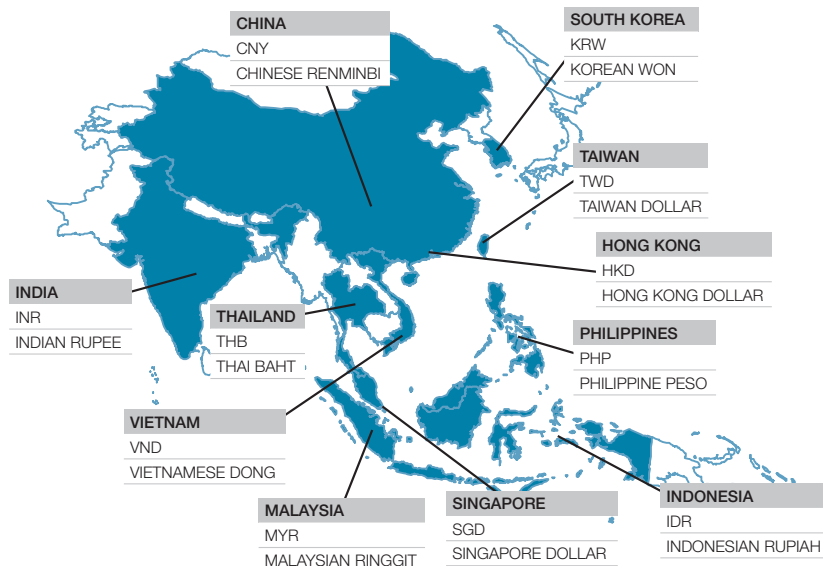 CHINA
CNY
CHINESE RENMINBI
SOUTH KOREA
KRW
KOREAN WON
TAIWAN
TWD
TAIWAN DOLLAR
HONG KONG
HKD
HONG KONG DOLLAR
INDIA
INR
INDIAN RUPEE
THAILAND
THB
THAI BAHT
PHILIPPINES
PHP
PHILIPPINE PESO
VIETNAM
VND
VIETNAMESE DONG
MALAYSIA
MYR
MALAYSIAN RINGGIT
SINGAPORE
SGD
SINGAPORE DOLLAR
INDONESIA
IDR
INDONESIAN RUPIAH